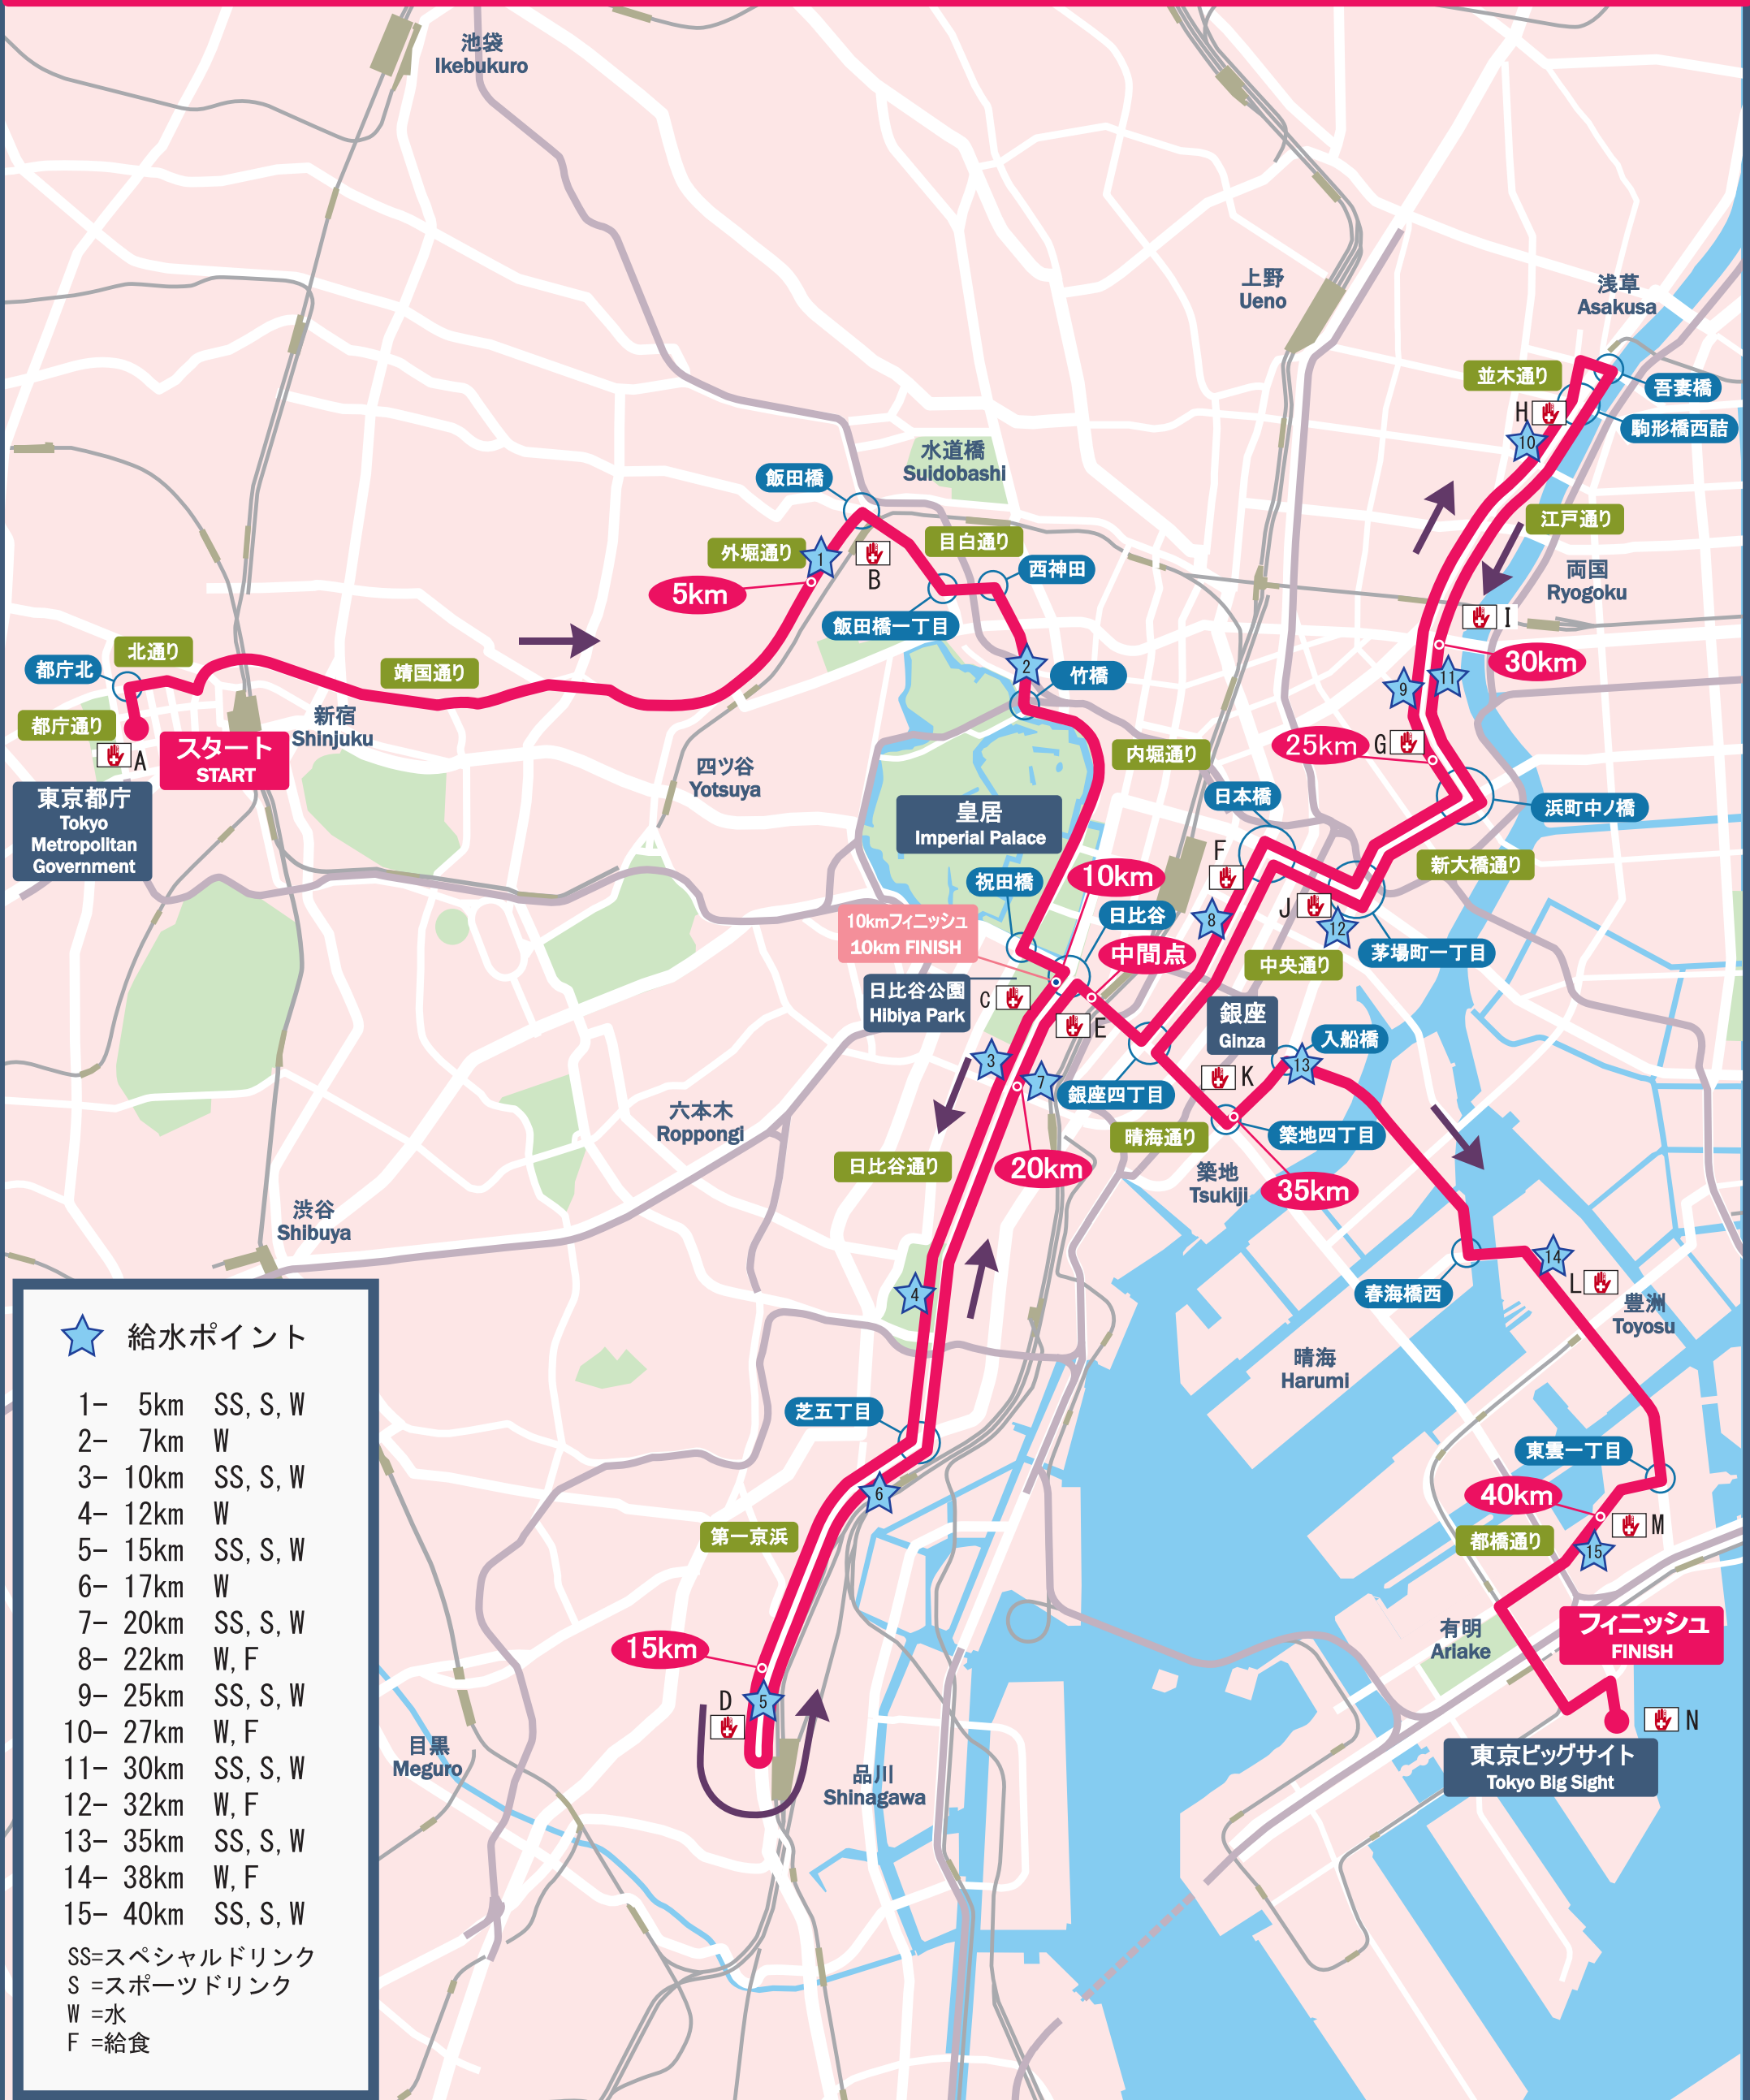 池袋
Ikebukuro
上野
Ueno
浅草
Asakusa
並木通り
吾妻橋
H
駒形橋西詰
10
水道橋
Suidobashi
飯田橋
江戸通り
外堀通り
1
目白通り
B
西神田
両国
Ryogoku
5km
飯田橋一丁目
I
北通り
都庁北
靖国通り
2
竹橋
30km
9
11
都庁通り
A
新宿
Shinjuku
スタート
START
四ツ谷
Yotsuya
内堀通り
25km
G
東京都庁
Tokyo
Metropolitan
Government
皇居
Imperial Palace
日本橋
浜町中ノ橋
F
新大橋通り
祝田橋
10km
J
8
12
10kmフィニッシュ
10km FINISH
日比谷
中間点
中央通り
茅場町一丁目
日比谷公園
Hibiya Park
C
E
銀座
Ginza
入船橋
3
7
13
銀座四丁目
K
六本木
Roppongi
晴海通り
築地四丁目
日比谷通り
20km
築地
Tsukiji
35km
渋谷
Shibuya
4
14
春海橋西
L
豊洲
Toyosu
晴海
Harumi
芝五丁目
東雲一丁目
6
40km
M
第一京浜
都橋通り
15
15km
有明
Ariake
フィニッシュ
FINISH
D
5
N
目黒
Meguro
品川
Shinagawa
東京ビッグサイト
Tokyo Big Sight
給水ポイント
1- 5km SS, S, W
2- 7km W
3- 10km SS, S, W
4- 12km W
5- 15km SS, S, W
6- 17km W
7- 20km SS, S, W
8- 22km W, F
9- 25km SS, S, W
10- 27km W, F
11- 30km SS, S, W
12- 32km W, F
13- 35km SS, S, W
14- 38km W, F
15- 40km SS, S, W
SS=スペシャルドリンク
S =スポーツドリンク
W =水
F =給食